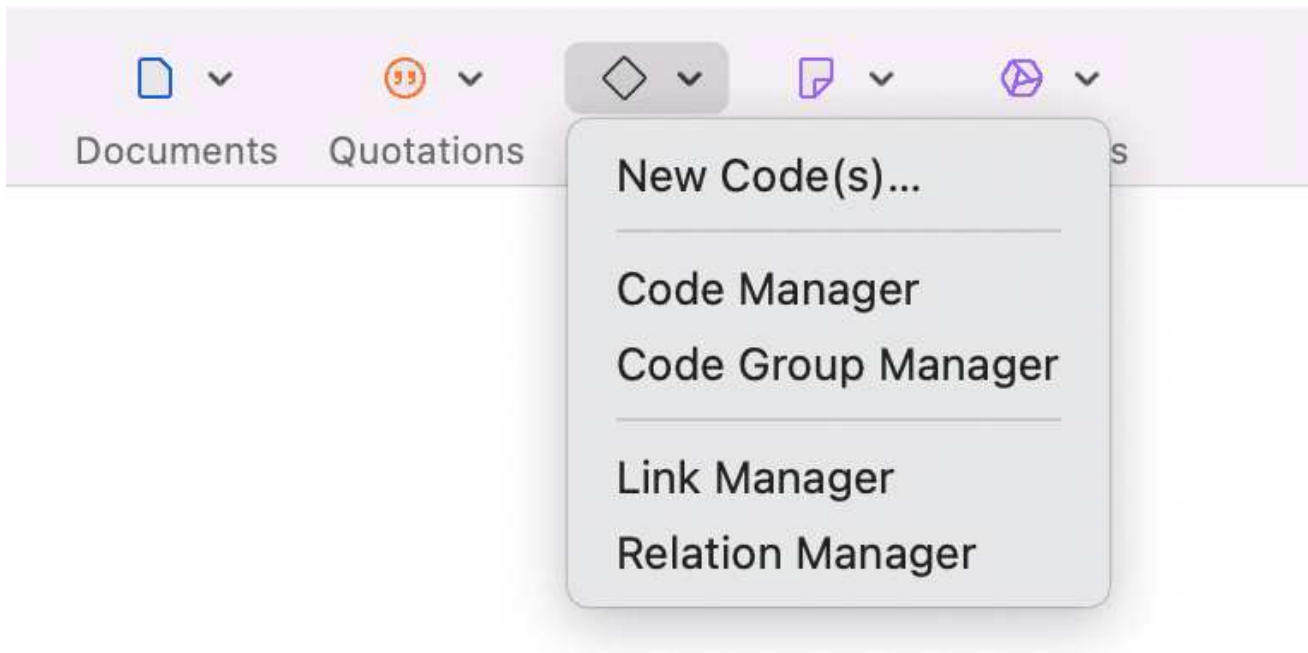 Documents
Quotations
New Code(s)...
Code Manager
Code Group Manager
Link Manager
Relation Manager